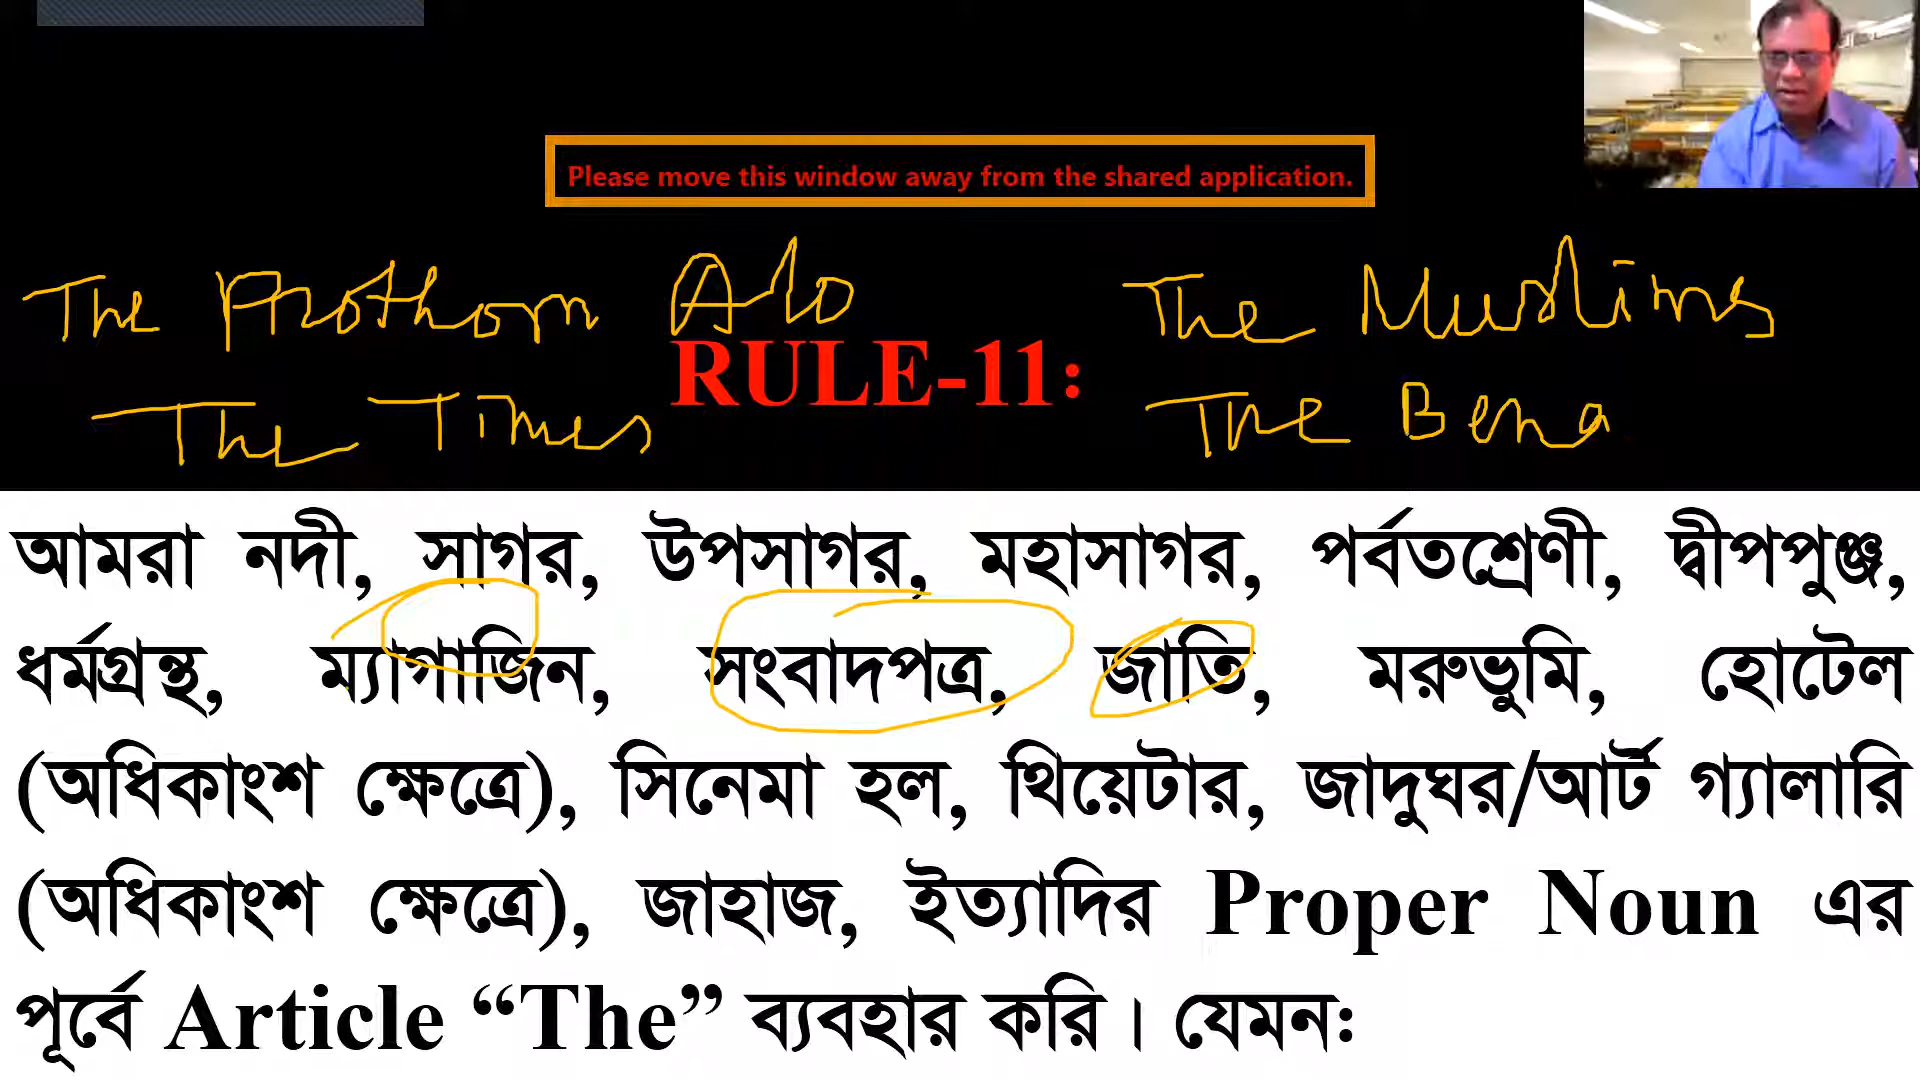 Please move this window away from the shared application.
The Prothom Alo
The Muslims
RULE-11:
The Times
The Bena
আমরা নদী, সাগর, উপসাগর, মহাসাগর, পর্বতশ্রেণী, দ্বীপপুঞ্জ,
ধর্মগ্রন্থ, ম্যাগাজিন, সংবাদপত্র, জাতি, মরুভুমি, হোটেল
(অধিকাংশ ক্ষেত্রে), সিনেমা হল, থিয়েটার, জাদুঘর/আর্ট গ্যালারি
(অধিকাংশ ক্ষেত্রে), জাহাজ, ইত্যাদির Proper Noun এর
পূর্বে Article “The” ব্যবহার করি। যেমনঃ